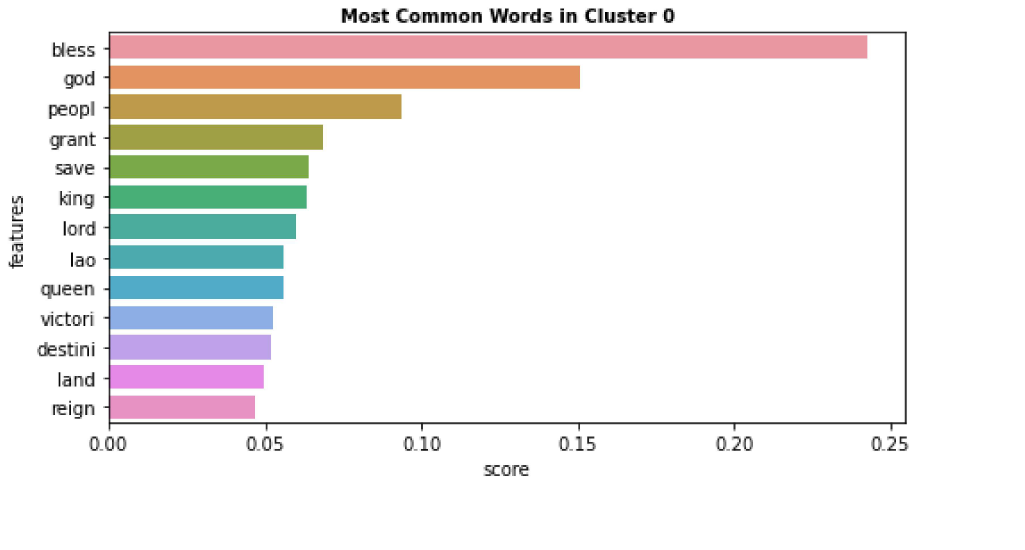 Most Common Words in Cluster 0
features
bless
god
peopl
grant
save
king
lord
lao
queen
victori
destini
land
reign
0.00 0.05 0.10 0.15 0.20 0.25
score